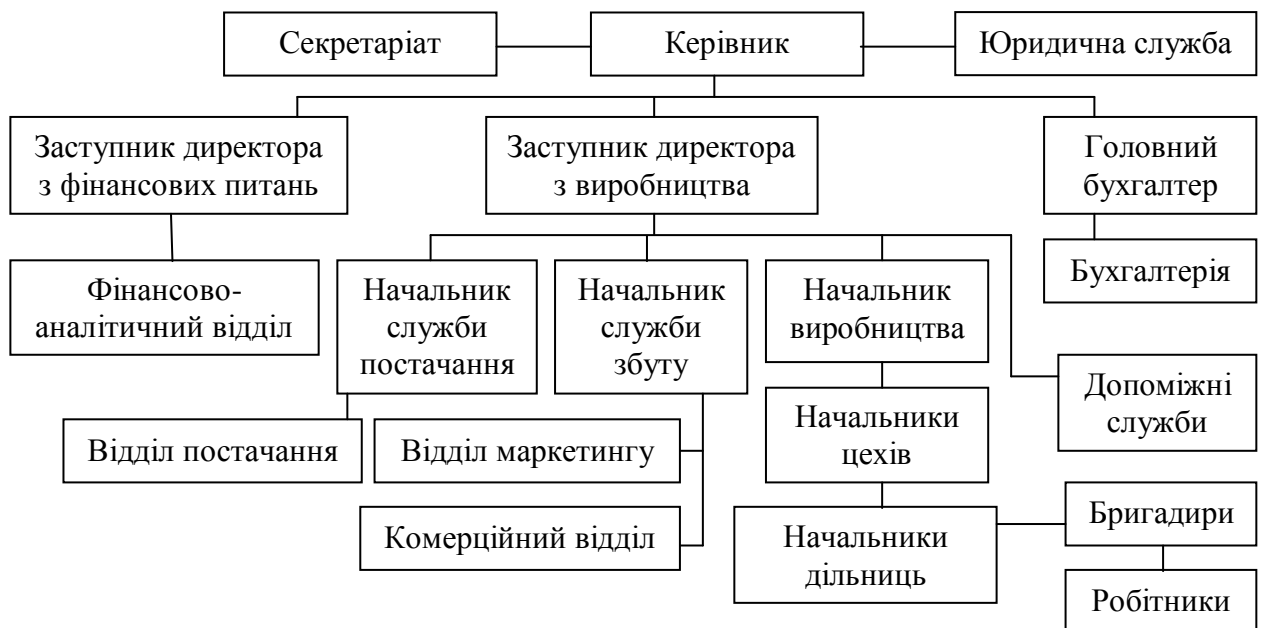 Секретаріат
Керівник
Юридична служба
Заступник директора
з фінансових питань
Заступник директора
з виробництва
Головний
бухгалтер
Фінансово-
аналітичний відділ
Начальник
служби
постачання
Начальник
служби
збуту
Начальник
виробництва
Бухгалтерія
Допоміжні
служби
Відділ постачання
Відділ маркетингу
Начальники
цехів
Комерційний відділ
Начальники
дільниць
Бригадири
Робітники